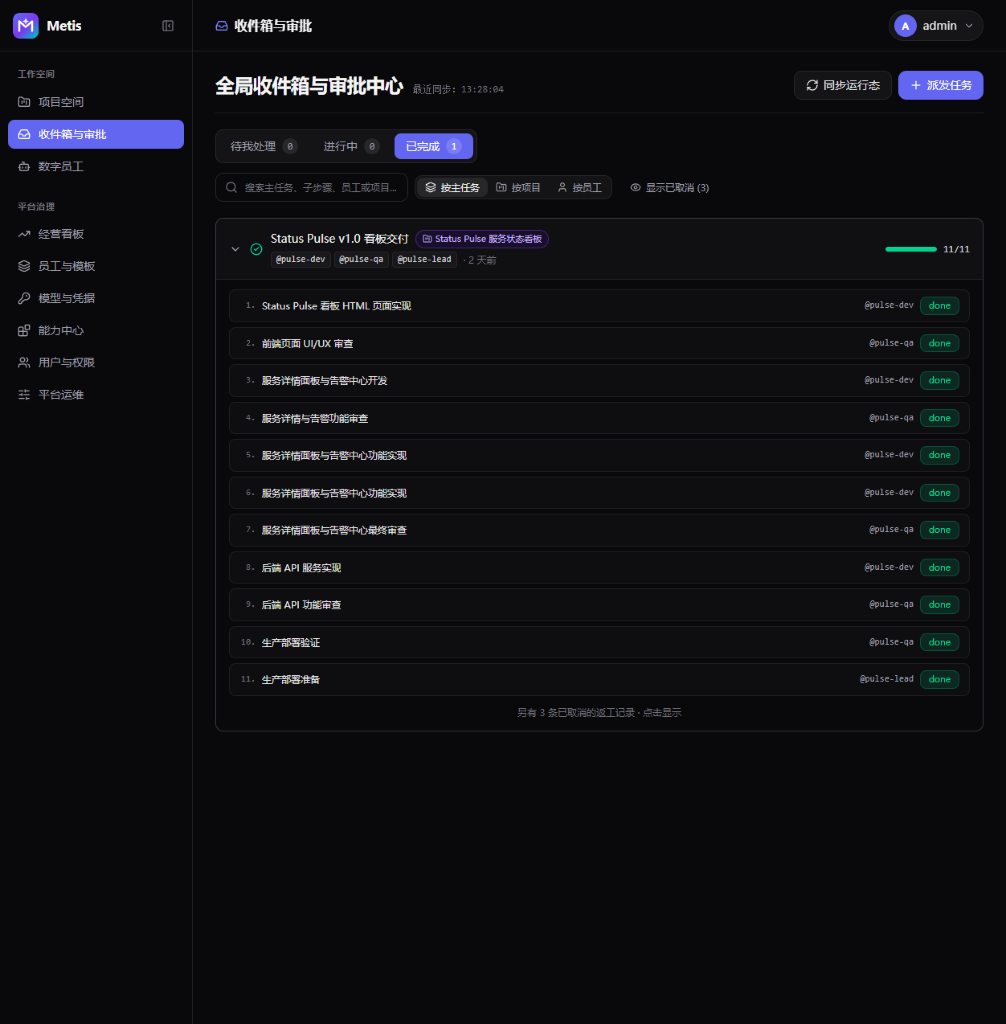 Metis
收件箱与审批
A admin
工作空间
项目空间
收件箱与审批
数字员工
平台治理
经营看板
员工与模板
模型与凭据
能力中心
用户与权限
平台运维
全局收件箱与审批中心 最近同步: 13:28:04
同步运行态
派发任务
待我处理 0 进行中 0 已完成 1
搜索主任务、子步骤、员工或项目... 按主任务 按项目 按员工 显示已取消 (3)
Status Pulse v1.0 看板交付 Status Pulse 服务状态看板
@pulse-dev @pulse-qa @pulse-lead · 2 天前
11/11
1. Status Pulse 看板 HTML 页面实现 @pulse-dev done
2. 前端页面 UI/UX 审查 @pulse-qa done
3. 服务详情面板与告警中心开发 @pulse-dev done
4. 服务详情与告警功能审查 @pulse-qa done
5. 服务详情面板与告警中心功能实现 @pulse-dev done
6. 服务详情面板与告警中心功能实现 @pulse-dev done
7. 服务详情面板与告警中心最终审查 @pulse-qa done
8. 后端 API 服务实现 @pulse-dev done
9. 后端 API 功能审查 @pulse-qa done
10. 生产部署验证 @pulse-qa done
11. 生产部署准备 @pulse-lead done
另有 3 条已取消的返工记录 · 点击显示